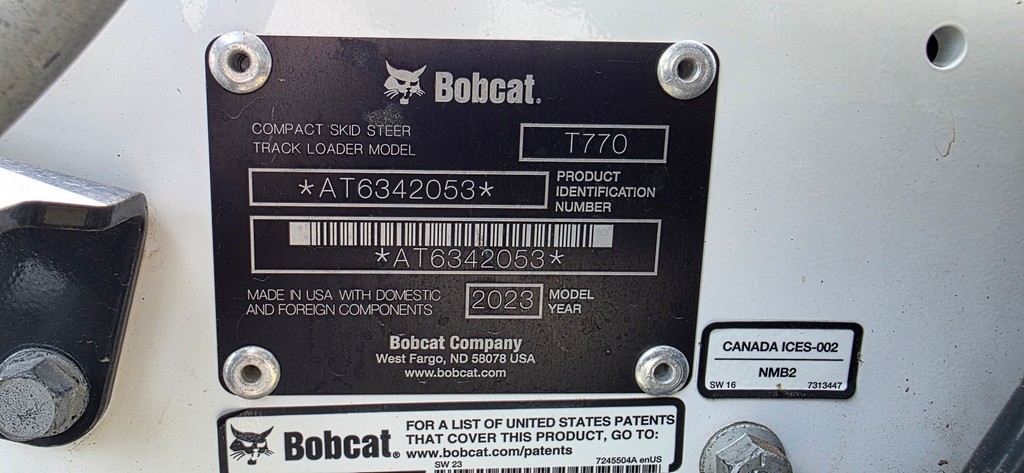 Bobcat.
COMPACT SKID STEER
TRACK LOADER MODEL
T770
*AT6342053*
PRODUCT
IDENTIFICATION
NUMBER
*AT6342053*
MADE IN USA WITH DOMESTIC
AND FOREIGN COMPONENTS
2023
MODEL
YEAR
Bobcat Company
West Fargo, ND 58078 USA
www.bobcat.com
CANADA ICES-002
NMB2
SW 16 7313447
Bobcat.
FOR A LIST OF UNITED STATES PATENTS
THAT COVER THIS PRODUCT, GO TO:
www.bobcat.com/patents
SW 23 7245504A enUS